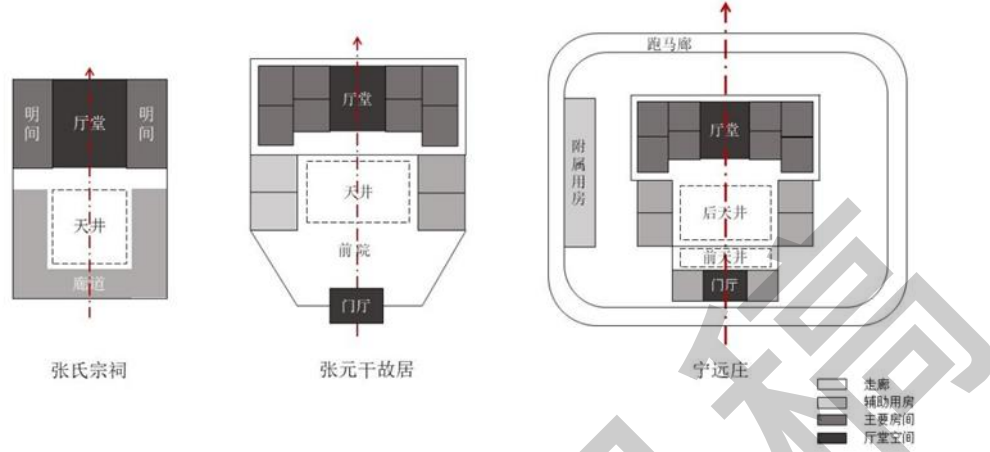 明间
厅堂
明间
天井
廊道
张氏宗祠
厅堂
天井
前院
门厅
张元干故居
跑马廊
附属用房
厅堂
后天井
前天井
门厅
宁远庄
走廊
辅助用房
主要房间
厅堂空间